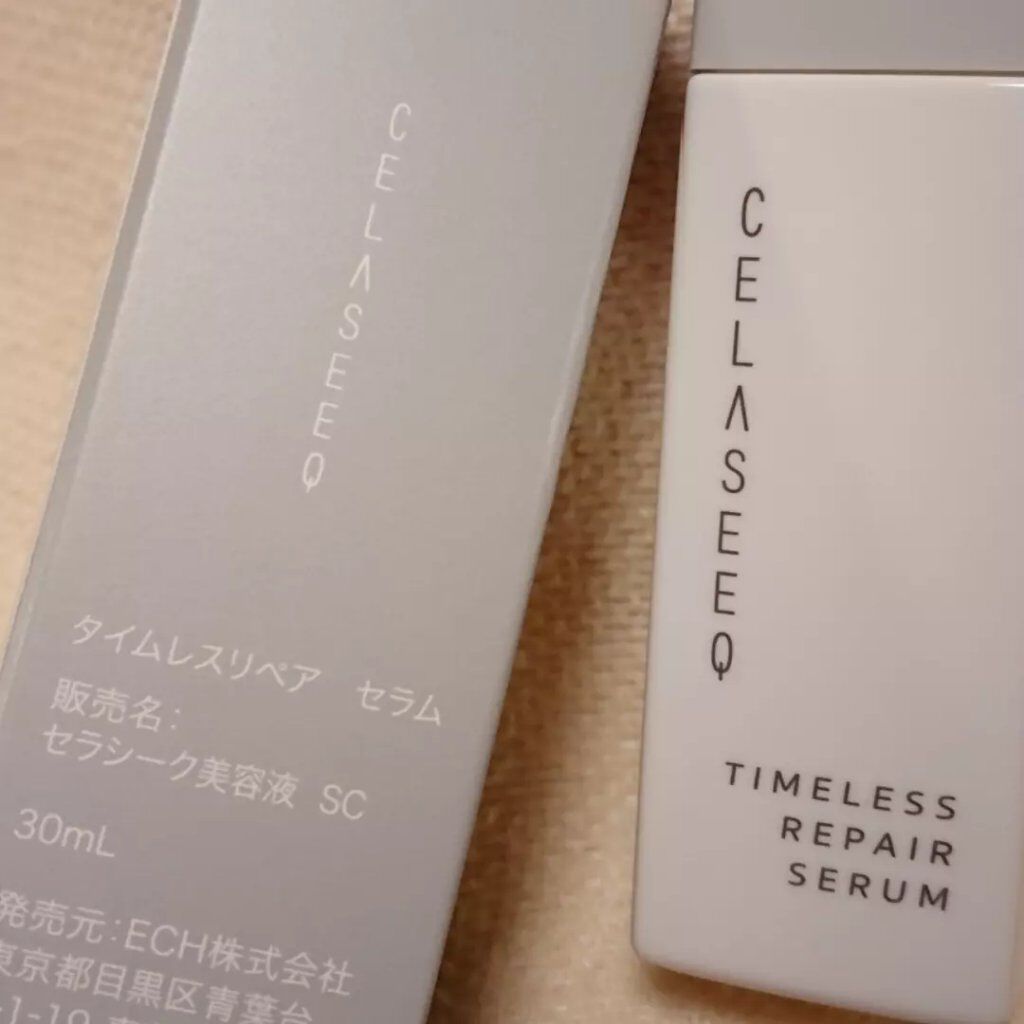 CELASEEQ
タイムレスリペア セラム
販売名:
セラシーク美容液 SC
30mL
発売元:ECH株式会社
東京都目黒区青葉台
CELASEEQ
TIMELESS
REPAIR
SERUM